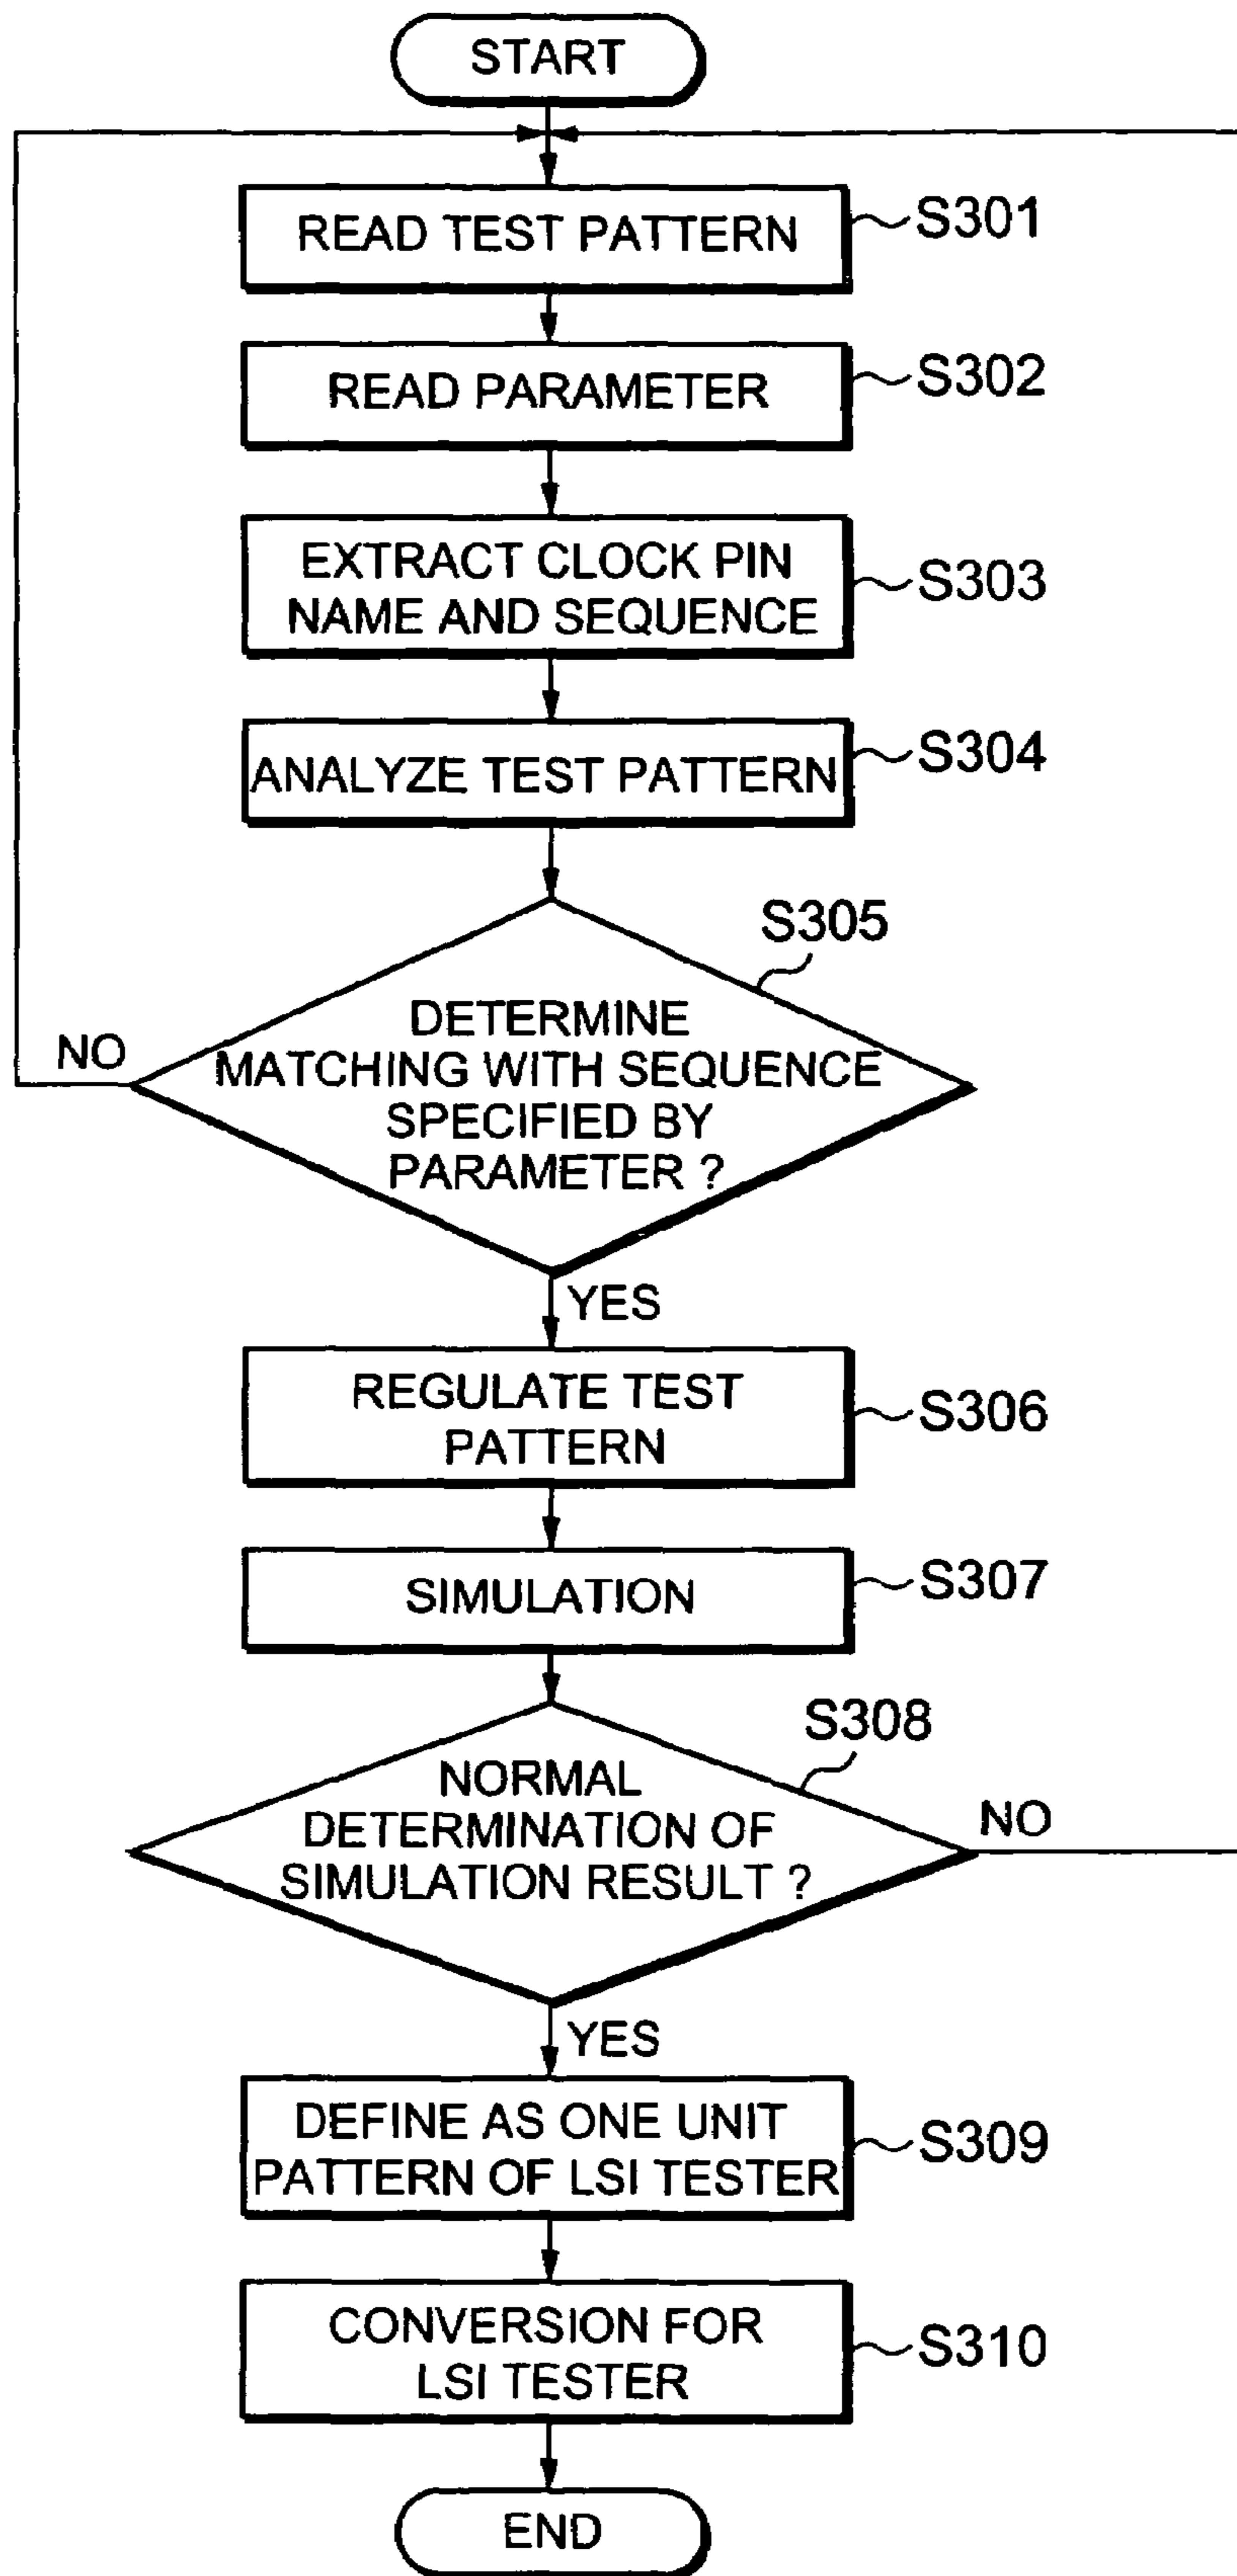 START
READ TEST PATTERN
S301
READ PARAMETER
S302
EXTRACT CLOCK PIN
NAME AND SEQUENCE
S303
ANALYZE TEST PATTERN
S304
S305
DETERMINE
MATCHING WITH SEQUENCE
SPECIFIED BY
PARAMETER ?
NO
YES
REGULATE TEST
PATTERN
S306
SIMULATION
S307
S308
NORMAL
DETERMINATION OF
SIMULATION RESULT ?
NO
YES
DEFINE AS ONE UNIT
PATTERN OF LSI TESTER
S309
CONVERSION FOR
LSI TESTER
S310
END